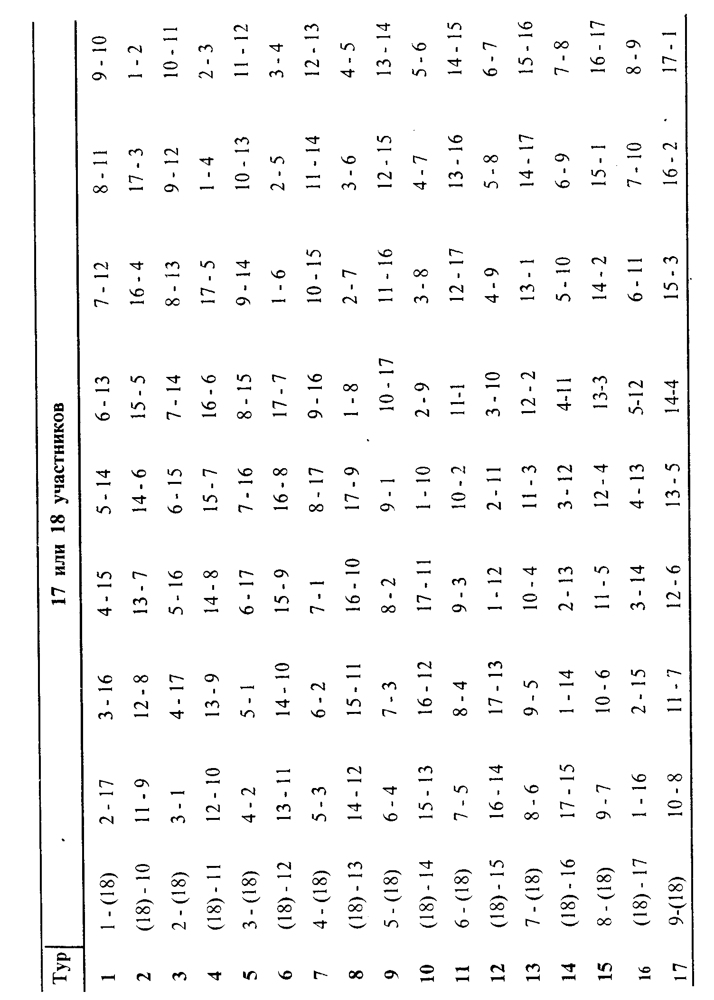 17 или 18 участников
Тур
1 1 - (18) 2 - 17 3 - 16 4 - 15 5 - 14 6 - 13 7 - 12 8 - 11 9 - 10
2 (18) - 10 11 - 9 12 - 8 13 - 7 14 - 6 15 - 5 16 - 4 17 - 3 1 - 2
3 2 - (18) 3 - 1 4 - 17 5 - 16 6 - 15 7 - 14 8 - 13 9 - 12 10 - 11
4 (18) - 11 12 - 10 13 - 9 14 - 8 15 - 7 16 - 6 17 - 5 1 - 4 2 - 3
5 3 - (18) 4 - 2 5 - 1 6 - 17 7 - 16 8 - 15 9 - 14 10 - 13 11 - 12
6 (18) - 12 13 - 11 14 - 10 15 - 9 16 - 8 17 - 7 1 - 6 2 - 5 3 - 4
7 4 - (18) 5 - 3 6 - 2 7 - 1 8 - 17 9 - 16 10 - 15 11 - 14 12 - 13
8 (18) - 13 14 - 12 15 - 11 16 - 10 17 - 9 1 - 8 2 - 7 3 - 6 4 - 5
9 5 - (18) 6 - 4 7 - 3 8 - 2 9 - 1 10 - 17 11 - 16 12 - 15 13 - 14
10 (18) - 14 15 - 13 16 - 12 17 - 11 1 - 10 2 - 9 3 - 8 4 - 7 5 - 6
11 6 - (18) 7 - 5 8 - 4 9 - 3 10 - 2 11-1 12 - 17 13 - 16 14 - 15
12 (18) - 15 16 - 14 17 - 13 1 - 12 2 - 11 3 - 10 4 - 9 5 - 8 6 - 7
13 7 - (18) 8 - 6 9 - 5 10 - 4 11 - 3 12 - 2 13 - 1 14 - 17 15 - 16
14 (18) - 16 17 - 15 1 - 14 2 - 13 3 - 12 4-11 5 - 10 6 - 9 7 - 8
15 8 - (18) 9 - 7 10 - 6 11 - 5 12 - 4 13-3 14 - 2 15 - 1 16 - 17
16 (18) - 17 1 - 16 2 - 15 3 - 14 4 - 13 5-12 6 - 11 7 - 10 8 - 9
17 9-(18) 10 - 8 11 - 7 12 - 6 13 - 5 14-4 15 - 3 16 - 2 17 - 1